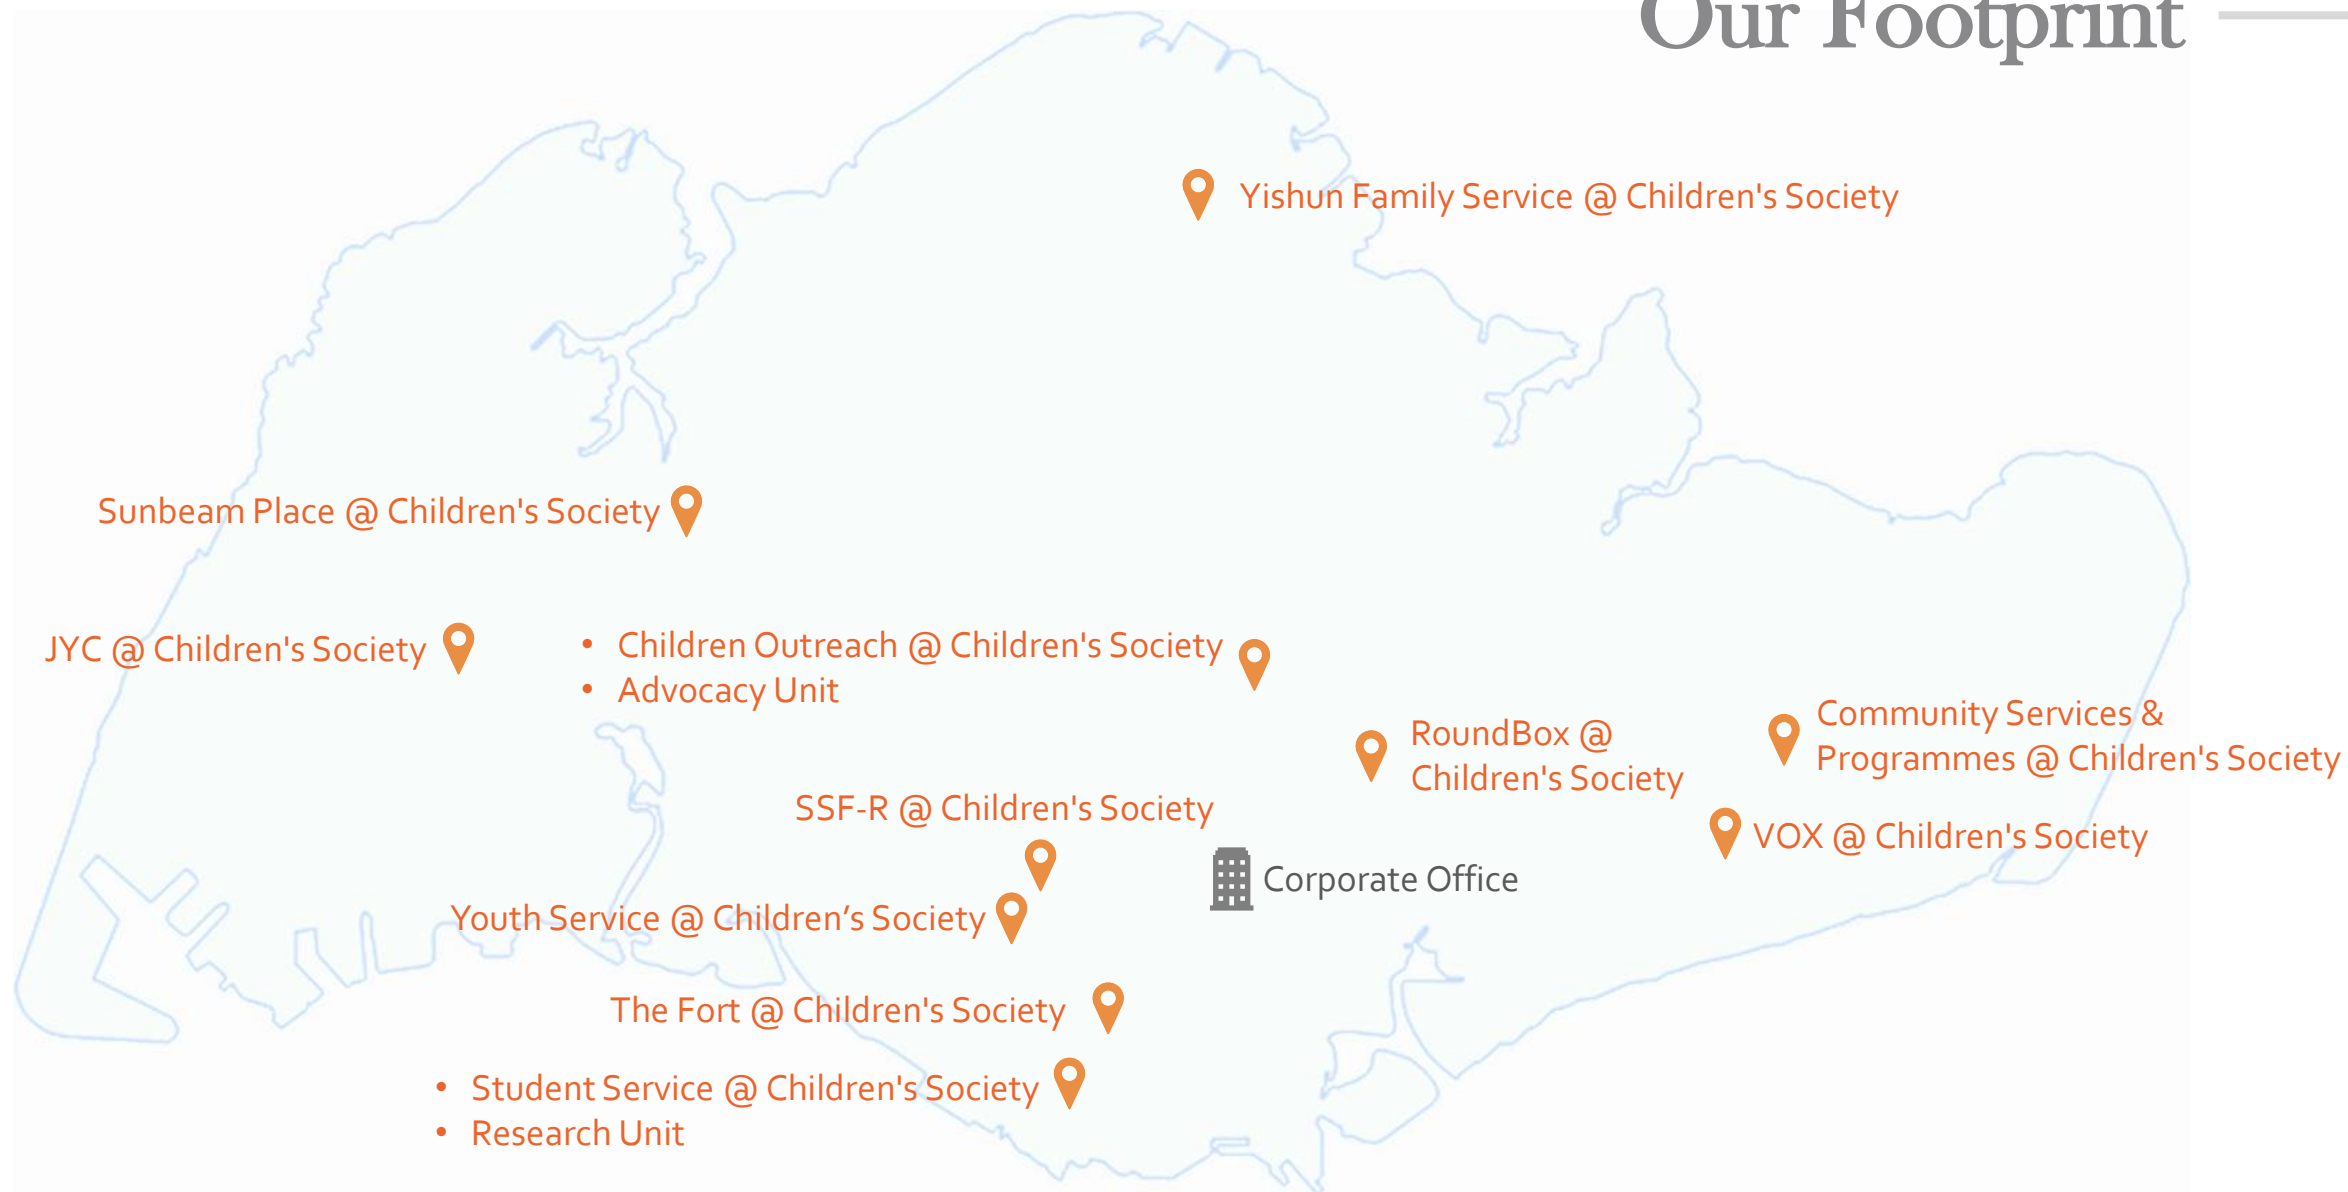 Our Footprint
Yishun Family Service @ Children's Society
Sunbeam Place @ Children's Society
JYC @ Children's Society
• Children Outreach @ Children's Society
• Advocacy Unit
RoundBox @
Children's Society
Community Services &
Programmes @ Children's Society
SSF-R @ Children's Society
VOX @ Children's Society
Corporate Office
Youth Service @ Children’s Society
The Fort @ Children's Society
• Student Service @ Children's Society
• Research Unit